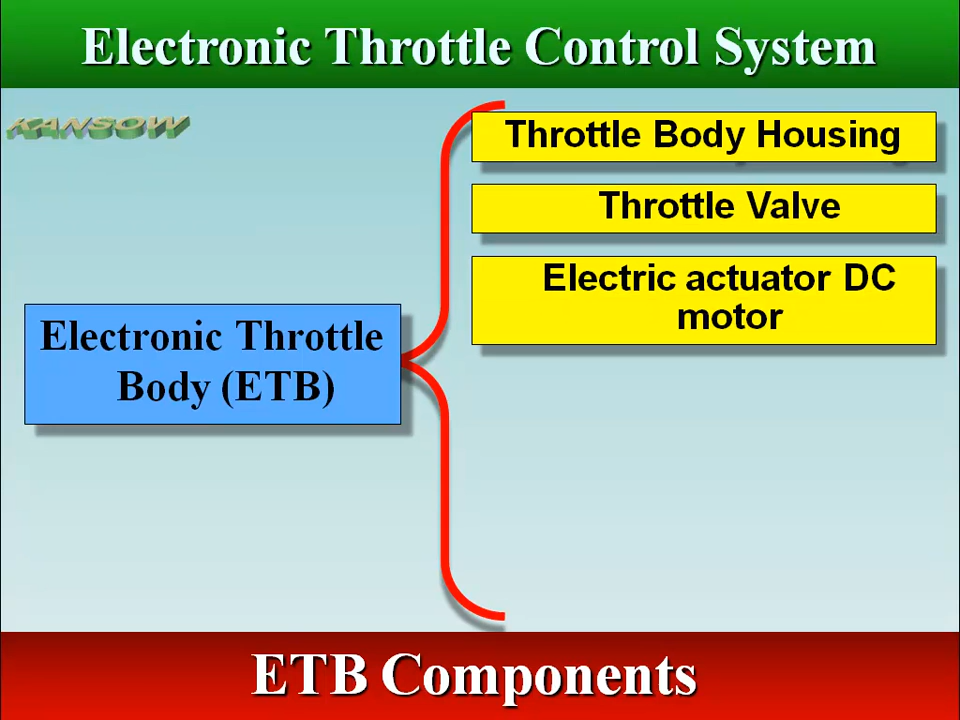 Electronic Throttle Control System
KANSOW
Throttle Body Housing
Throttle Valve
Electric actuator DC
motor
Electronic Throttle
Body (ETB)
ETB Components